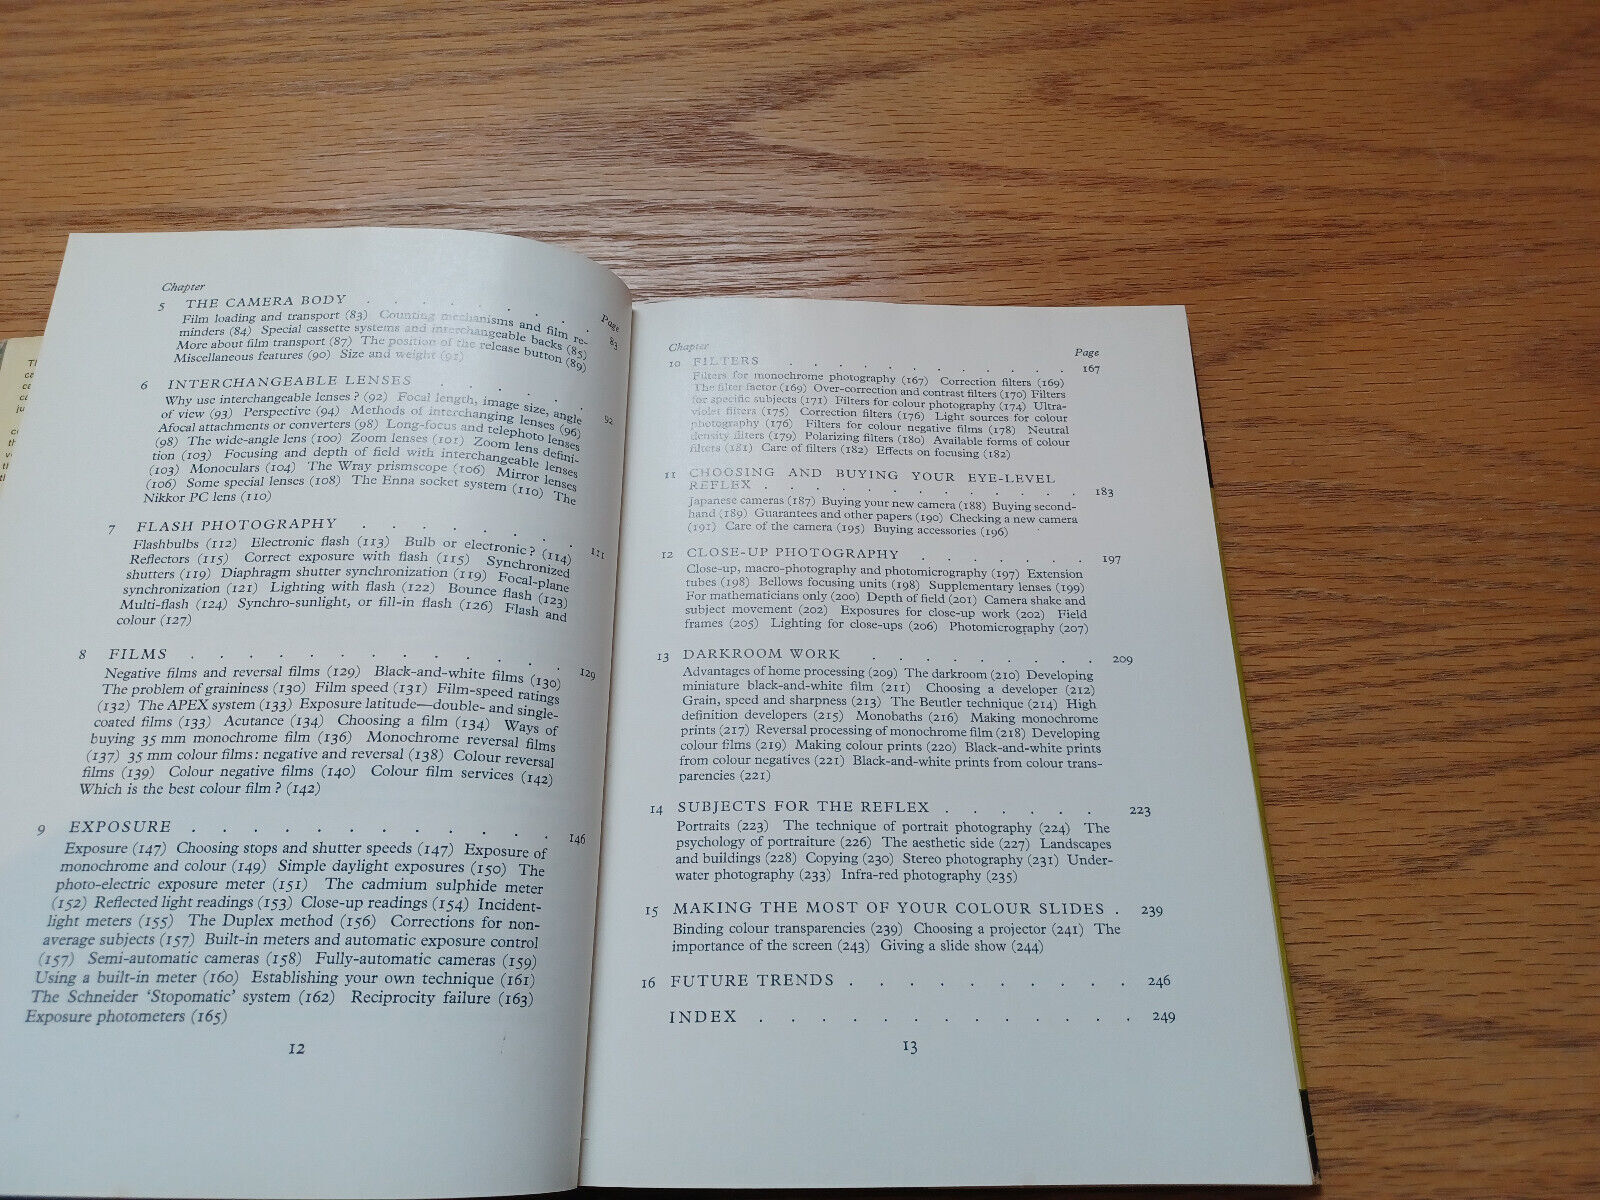 Chapter
Page
5 THE CAMERA BODY . . . . . . . . 83
Film loading and transport (83) Counting mechanisms and film re-
minders (84) Special cassette systems and interchangeable backs (85)
More about film transport (87) The position of the release button (89)
Miscellaneous features (90) Size and weight (91)
6 INTERCHANGEABLE LENSES . . . . . 92
Why use interchangeable lenses? (92) Focal length, image size, angle
of view (93) Perspective (94) Methods of interchanging lenses (96)
Afocal attachments or converters (98) Long-focus and telephoto lenses
(98) The wide-angle lens (100) Zoom lenses (101) Zoom lens defini-
tion (103) Focusing and depth of field with interchangeable lenses
(103) Monoculars (104) The Wray prismscope (106) Mirror lenses
(106) Some special lenses (108) The Enna socket system (110) The
Nikkor PC lens (110)
7 FLASH PHOTOGRAPHY . . . . . . . 111
Flashbulbs (112) Electronic flash (113) Bulb or electronic? (114)
Reflectors (115) Correct exposure with flash (115) Synchronized
shutters (119) Diaphragm shutter synchronization (119) Focal-plane
synchronization (121) Lighting with flash (122) Bounce flash (123)
Multi-flash (124) Synchro-sunlight, or fill-in flash (126) Flash and
colour (127)
8 FILMS . . . . . . . . . . . . 129
Negative films and reversal films (129) Black-and-white films (130)
The problem of graininess (130) Film speed (131) Film-speed ratings
(132) The APEX system (133) Exposure latitude—double- and single-
coated films (133) Acutance (134) Choosing a film (134) Ways of
buying 35 mm monochrome film (136) Monochrome reversal films
(137) 35 mm colour films: negative and reversal (138) Colour reversal
films (139) Colour negative films (140) Colour film services (142)
Which is the best colour film? (142)
9 EXPOSURE . . . . . . . . . . . . 146
Exposure (147) Choosing stops and shutter speeds (147) Exposure of
monochrome and colour (149) Simple daylight exposures (150) The
photo-electric exposure meter (151) The cadmium sulphide meter
(152) Reflected light readings (153) Close-up readings (154) Incident-
light meters (155) The Duplex method (156) Corrections for non-
average subjects (157) Built-in meters and automatic exposure control
(157) Semi-automatic cameras (158) Fully-automatic cameras (159)
Using a built-in meter (160) Establishing your own technique (161)
The Schneider 'Stopomatic' system (162) Reciprocity failure (163)
Exposure photometers (165)
12
Chapter Page
10 FILTERS . . . . . . . . . . 167
Filters for monochrome photography (167) Correction filters (169)
The filter factor (169) Over-correction and contrast filters (170) Filters
for specific subjects (171) Filters for colour photography (174) Ultra-
violet filters (175) Correction filters (176) Light sources for colour
photography (176) Filters for colour negative films (178) Neutral
density filters (179) Polarizing filters (180) Available forms of colour
filters (181) Care of filters (182) Effects on focusing (182)
11 CHOOSING AND BUYING YOUR EYE-LEVEL
REFLEX . . . . . . . . . . . . 183
Japanese cameras (187) Buying your new camera (188) Buying second-
hand (189) Guarantees and other papers (190) Checking a new camera
(191) Care of the camera (195) Buying accessories (196)
12 CLOSE-UP PHOTOGRAPHY . . . . . . 197
Close-up, macro-photography and photomicrography (197) Extension
tubes (198) Bellows focusing units (198) Supplementary lenses (199)
For mathematicians only (200) Depth of field (201) Camera shake and
subject movement (202) Exposures for close-up work (202) Field
frames (205) Lighting for close-ups (206) Photomicrography (207)
13 DARKROOM WORK . . . . . . . . 209
Advantages of home processing (209) The darkroom (210) Developing
miniature black-and-white film (211) Choosing a developer (212)
Grain, speed and sharpness (213) The Beutler technique (214) High
definition developers (215) Monobaths (216) Making monochrome
prints (217) Reversal processing of monochrome film (218) Developing
colour films (219) Making colour prints (220) Black-and-white prints
from colour negatives (221) Black-and-white prints from colour trans-
parencies (221)
14 SUBJECTS FOR THE REFLEX . . . . . 223
Portraits (223) The technique of portrait photography (224) The
psychology of portraiture (226) The aesthetic side (227) Landscapes
and buildings (228) Copying (230) Stereo photography (231) Under-
water photography (233) Infra-red photography (235)
15 MAKING THE MOST OF YOUR COLOUR SLIDES . 239
Binding colour transparencies (239) Choosing a projector (241) The
importance of the screen (243) Giving a slide show (244)
16 FUTURE TRENDS . . . . . . . . . . 246
INDEX . . . . . . . . . . . . . 249
13